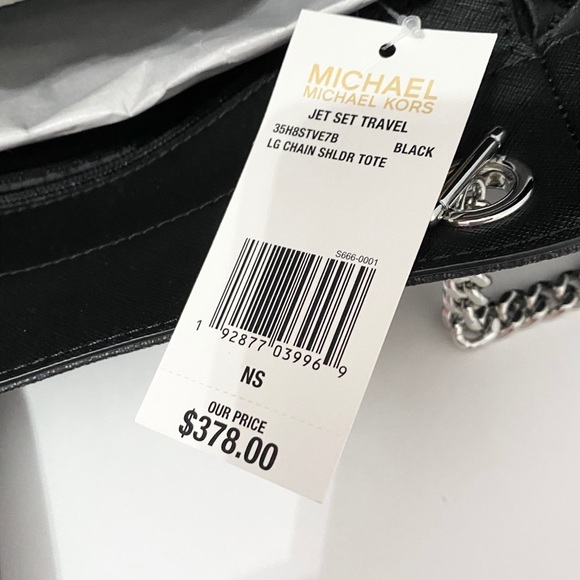 MICHAEL
MICHAEL KORS
JET SET TRAVEL
35H8STVE7B BLACK
LG CHAIN SHLDR TOTE
S666-0001
1 92877 03996 9
NS
OUR PRICE
$378.00